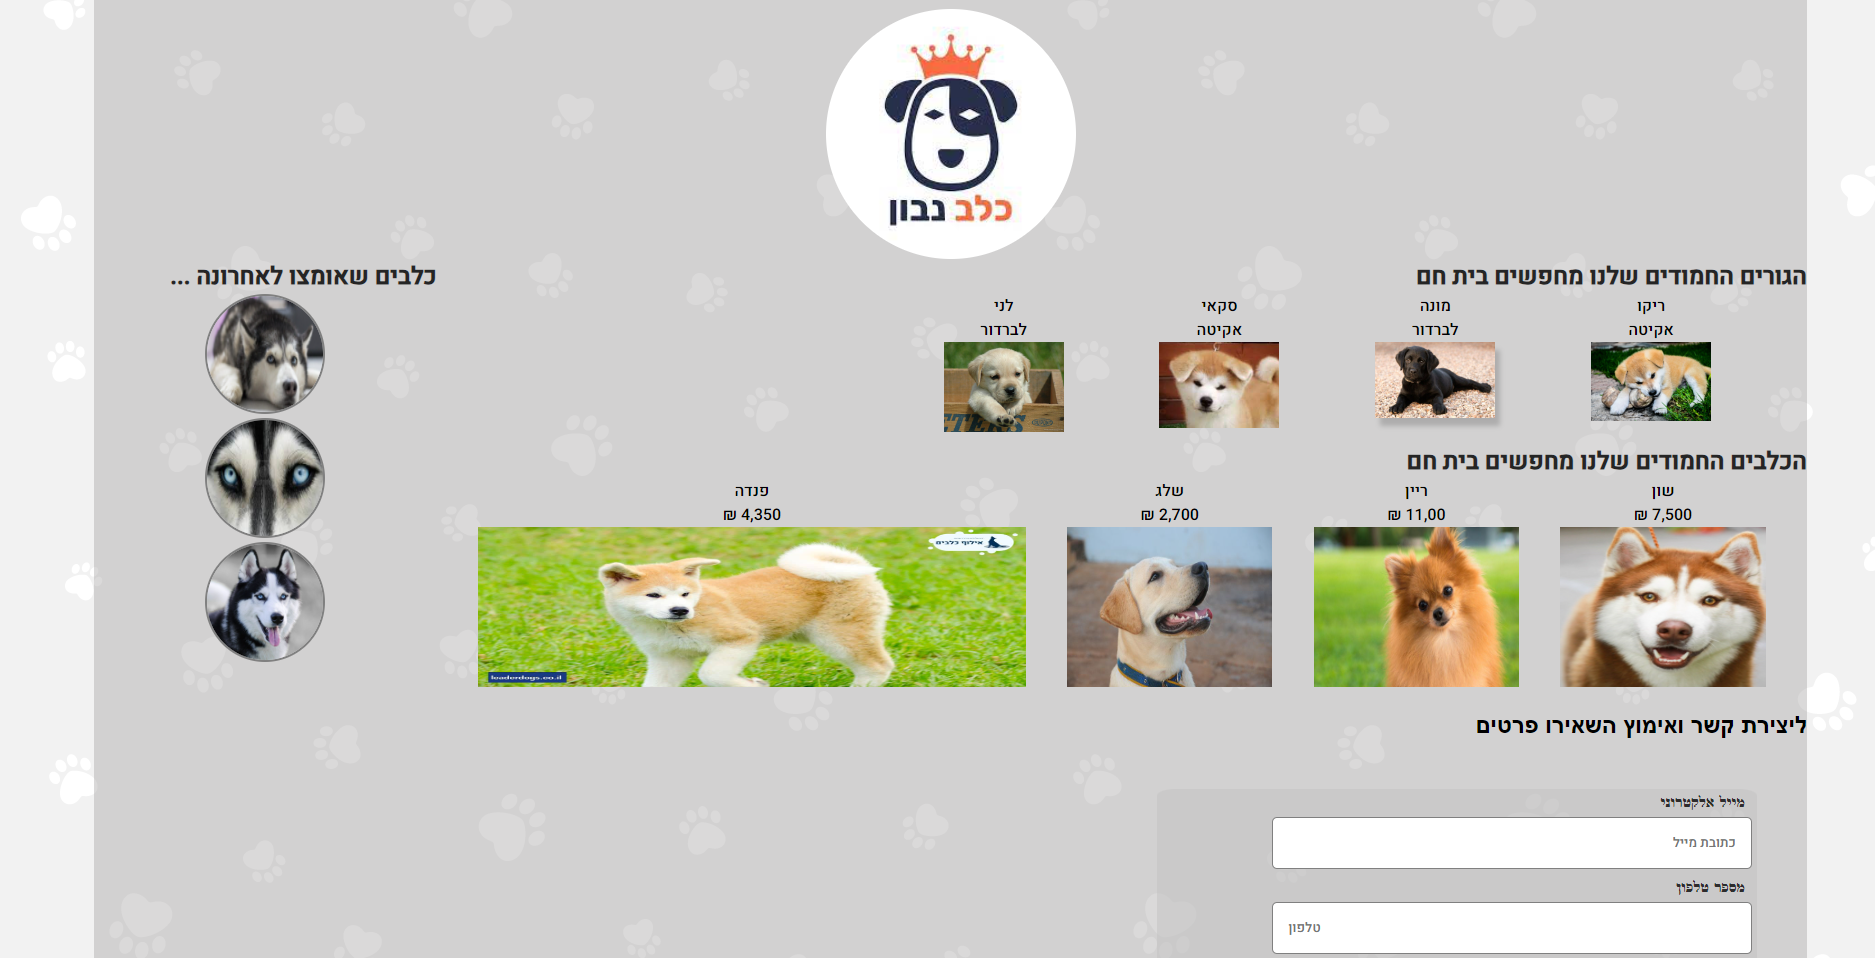 כלב נבון
הגורים החמודים שלנו מחפשים בית חם
ריקו
אקיטה
מונה
לברדור
סקאי
אקיטה
לני
לברדור
הכלבים החמודים שלנו מחפשים בית חם
שון
7,500 ₪
ריין
11,00 ₪
שלג
2,700 ₪
פנדה
4,350 ₪
אילוף כלבים
leaderdogs.co.il
כלבים שאומצו לאחרונה ...
ליצירת קשר ואימוץ השאירו פרטים
מייל אלקטרוני
כתובת מייל
מספר טלפון
טלפון